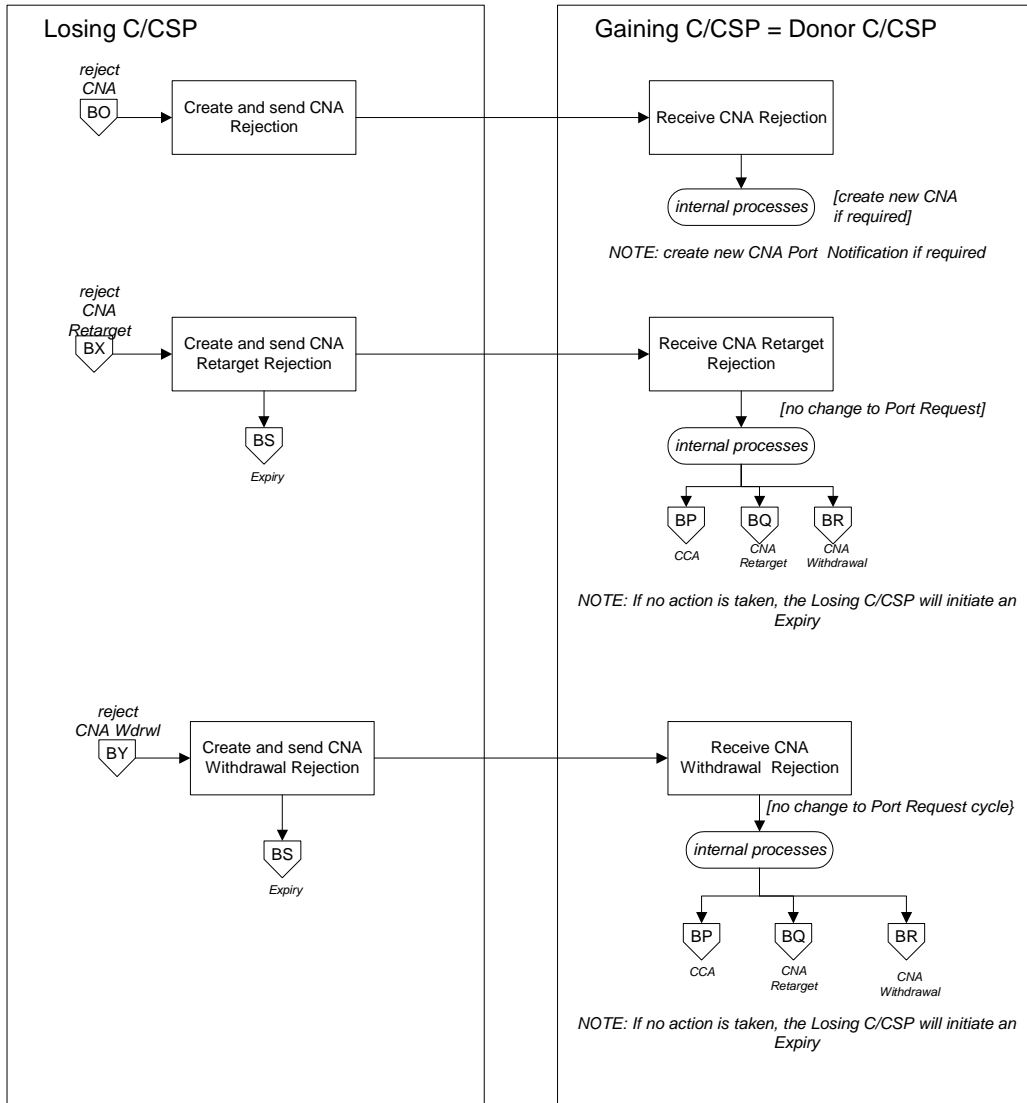 Losing C/CSP
Gaining C/CSP = Donor C/CSP
reject
CNA
BO
Create and send CNA
Rejection
Receive CNA Rejection
internal processes
[create new CNA
if required]
NOTE: create new CNA Port Notification if required
reject
CNA
Retarget
BX
Create and send CNA
Retarget Rejection
Receive CNA Retarget
Rejection
BS
Expiry
[no change to Port Request]
internal processes
BP
BQ
BR
CCA
CNA
Retarget
CNA
Withdrawal
NOTE: If no action is taken, the Losing C/CSP will initiate an
Expiry
reject
CNA Wdrwl
BY
Create and send CNA
Withdrawal Rejection
Receive CNA
Withdrawal Rejection
BS
Expiry
[no change to Port Request cycle}
internal processes
BP
BQ
BR
CCA
CNA
Retarget
CNA
Withdrawal
NOTE: If no action is taken, the Losing C/CSP will initiate an
Expiry